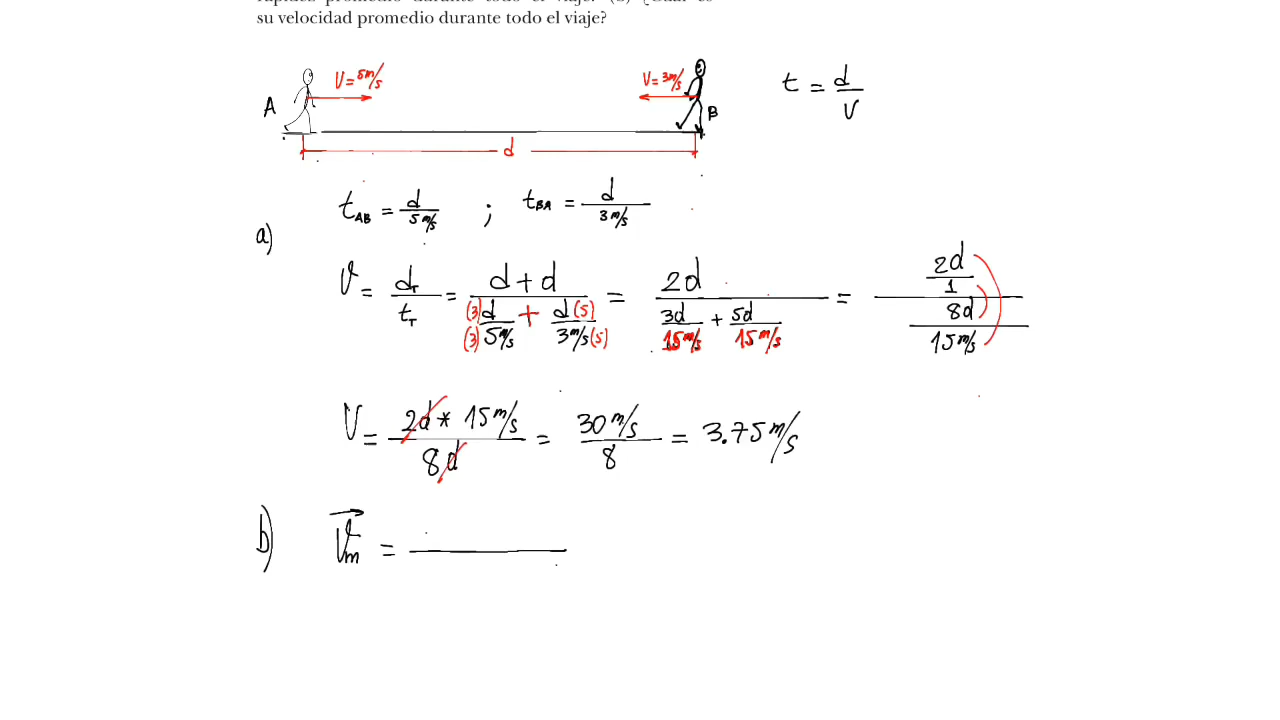 su velocidad promedio durante todo el viaje?
V = 5m/s
V = 3m/s
t = d/V
A
B
d
t_AB = d/5m/s ; t_BA = d/3m/s
a)
V = d_T/t_T = (d + d)/((3)d/(3)5m/s + d(5)/3m/s(5)) = 2d/(3d/15m/s + 5d/15m/s) = (2d/1)/(8d/15m/s)
V = 2d * 15m/s / 8d = 30m/s / 8 = 3.75m/s
b) V⃗m =